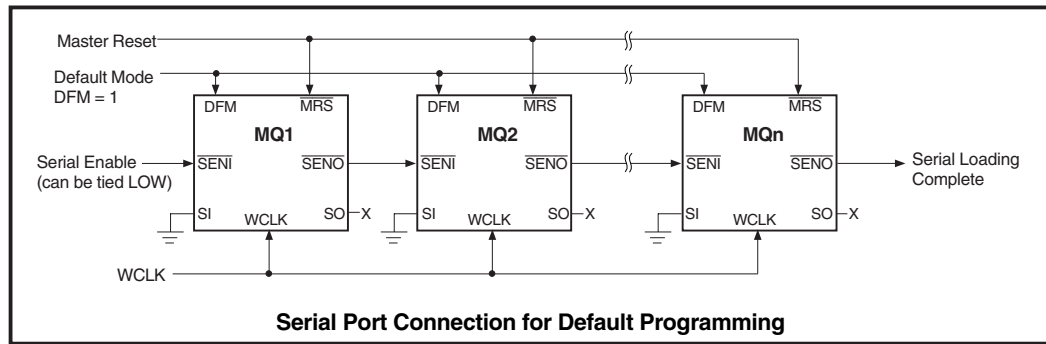 Master Reset
Default Mode
DFM = 1
DFM
MRS
DFM
MRS
DFM
MRS
MQ1
MQ2
MQn
Serial Enable
(can be tied LOW)
SENI
SENO
SENI
SENO
SENI
SENO
Serial Loading
Complete
SI
WCLK
SO
X
SI
WCLK
SO
X
SI
WCLK
SO
X
WCLK
Serial Port Connection for Default Programming